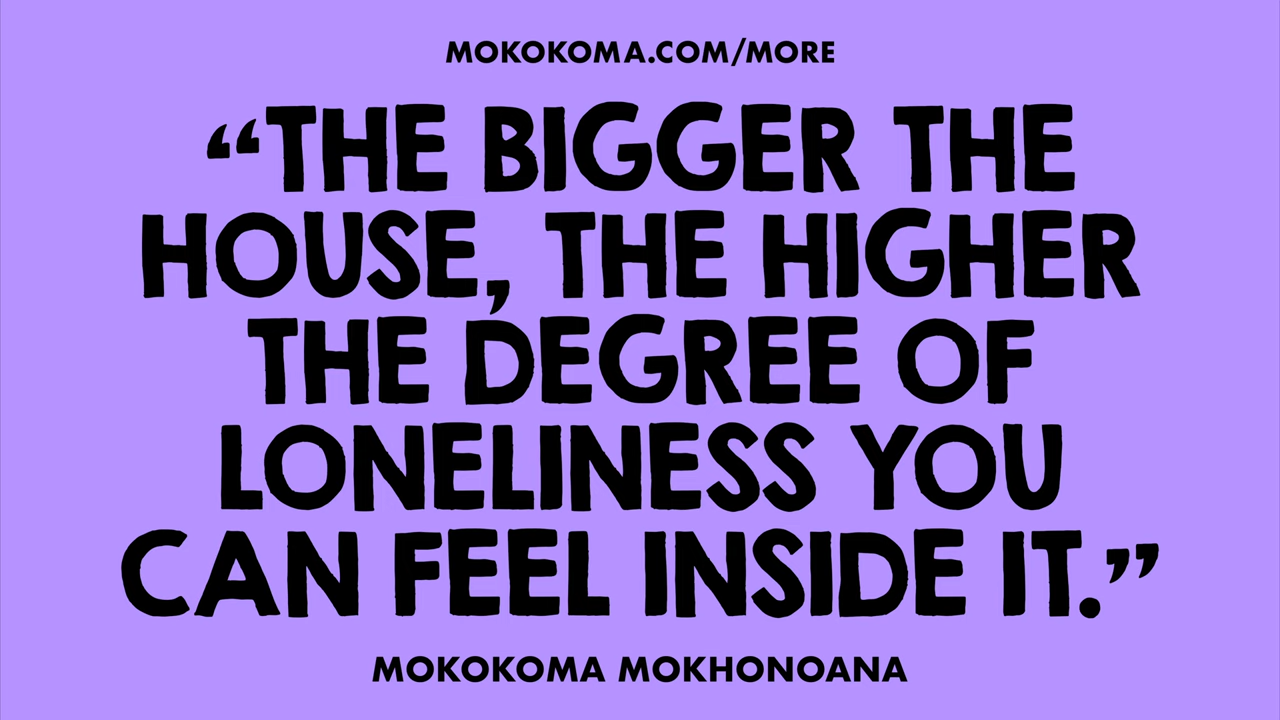 MOKOKOMA.COM/MORE
“THE BIGGER THE
HOUSE, THE HIGHER
THE DEGREE OF
LONELINESS YOU
CAN FEEL INSIDE IT.”
MOKOKOMA MOKHONOANA